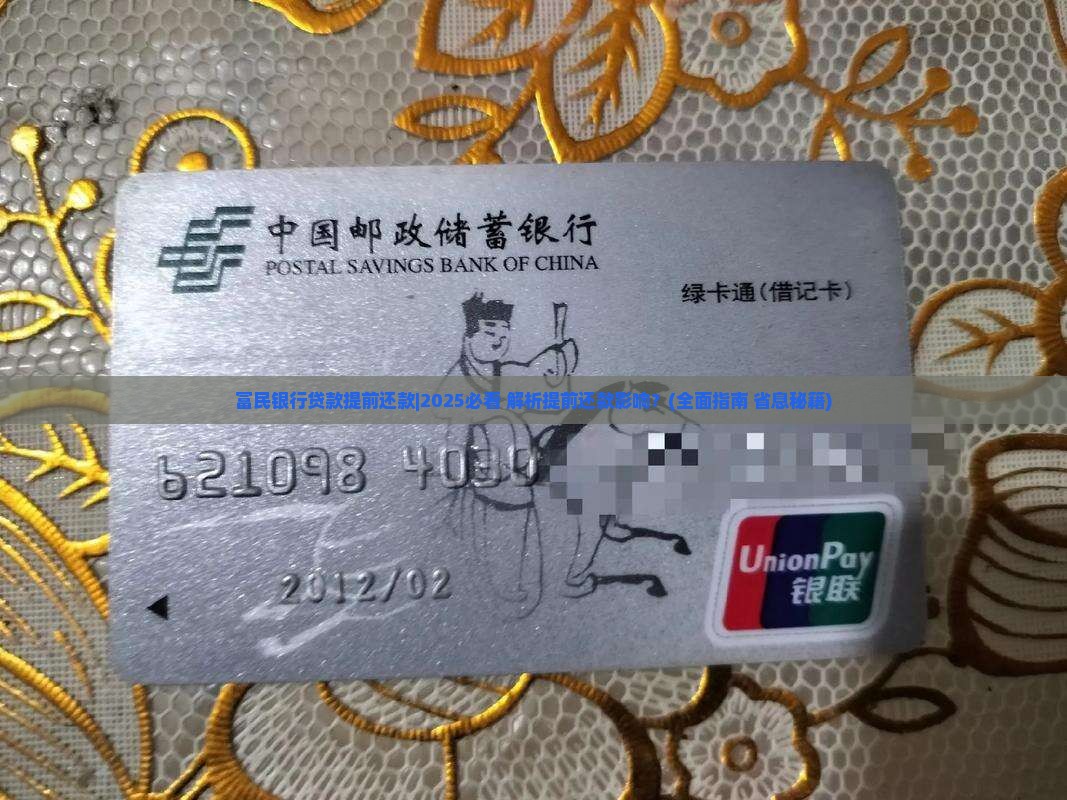 中国邮政储蓄银行
POSTAL SAVINGS BANK OF CHINA
绿卡通(借记卡)
富民银行贷款提前还款|2025必看 解析提前还款影响？(全面指南 省息秘籍)
621098 4030
2012/02
UnionPay
银联